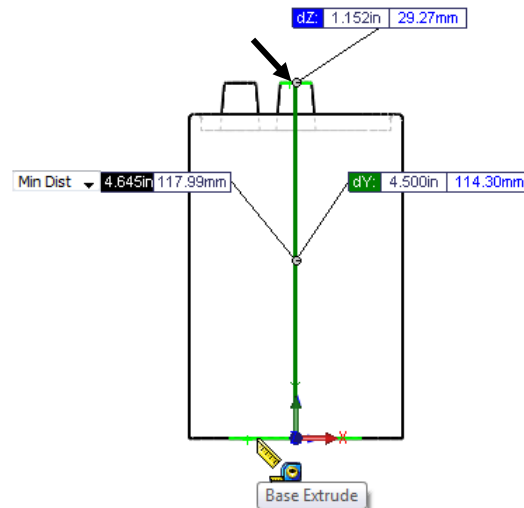 dZ: 1.152in 29.27mm
Min Dist 4.645in 117.99mm
dY: 4.500in 114.30mm
X
Base Extrude